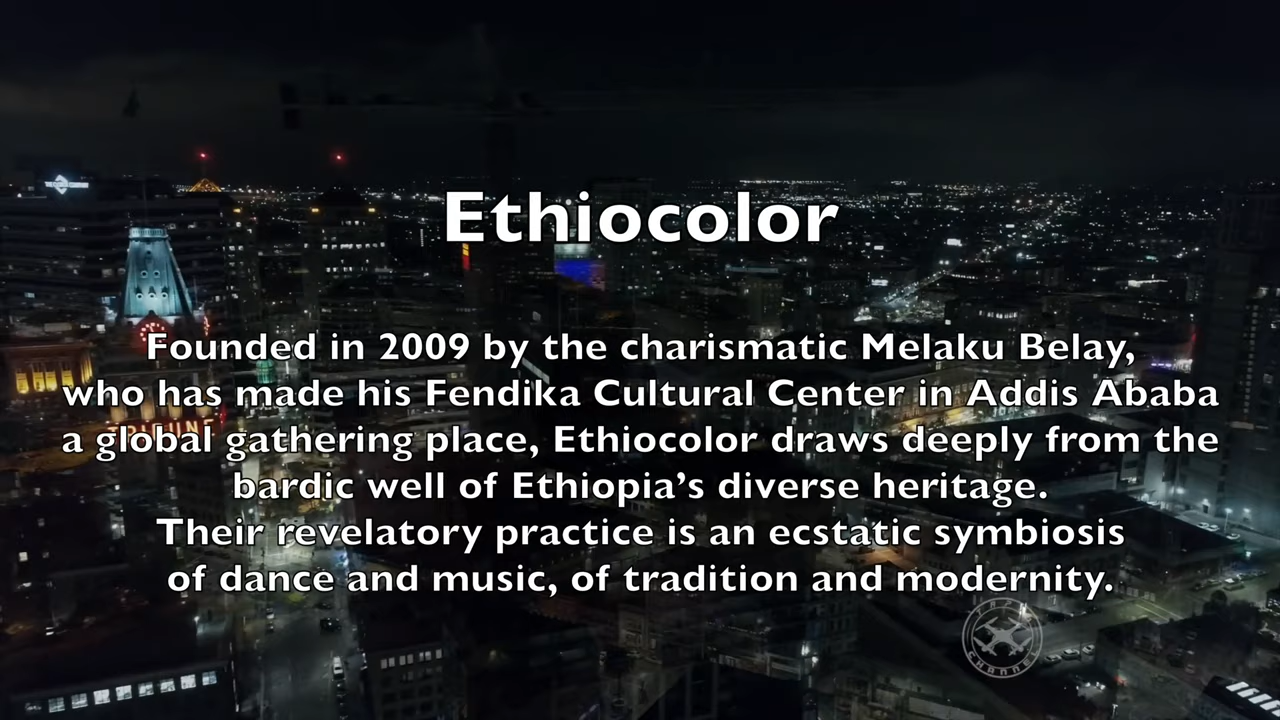 Ethiocolor
Founded in 2009 by the charismatic Melaku Belay,
who has made his Fendika Cultural Center in Addis Ababa
a global gathering place, Ethiocolor draws deeply from the
bardic well of Ethiopia’s diverse heritage.
Their revelatory practice is an ecstatic symbiosis
of dance and music, of tradition and modernity.
TRIBUNE
CHANNEL